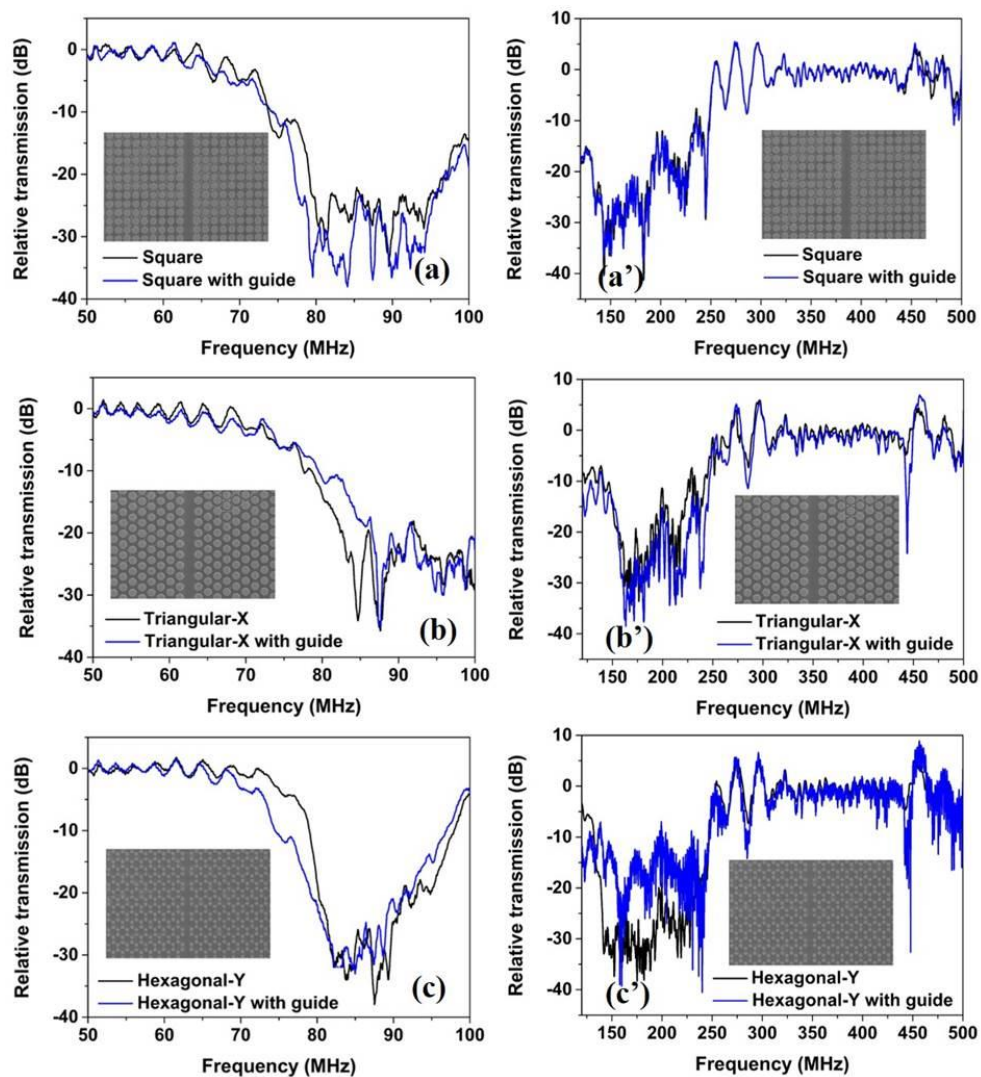 Relative transmission (dB)
0
-10
-20
-30
-40
Square
Square with guide
(a)
50 60 70 80 90 100
Frequency (MHz)
Relative transmission (dB)
10
0
-10
-20
-30
-40
Square
Square with guide
(a’)
150 200 250 300 350 400 450 500
Frequency (MHz)
Relative transmission (dB)
0
-10
-20
-30
-40
Triangular-X
Triangular-X with guide
(b)
50 60 70 80 90 100
Frequency (MHz)
Relative transmission (dB)
10
0
-10
-20
-30
-40
Triangular-X
Triangular-X with guide
(b’)
150 200 250 300 350 400 450 500
Frequency (MHz)
Relative transmission (dB)
0
-10
-20
-30
-40
Hexagonal-Y
Hexagonal-Y with guide
(c)
50 60 70 80 90 100
Frequency (MHz)
Relative transmission (dB)
10
0
-10
-20
-30
-40
Hexagonal-Y
Hexagonal-Y with guide
(c’)
150 200 250 300 350 400 450 500
Frequency (MHz)